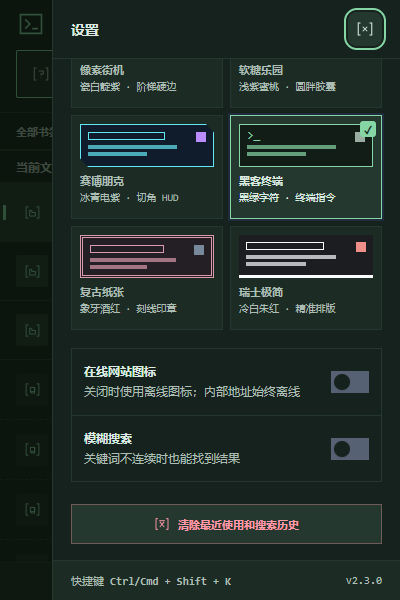 设置
[×]
[?]
像素街机
瓷白靛紫 · 阶梯硬边
软糖乐园
浅紫蜜桃 · 圆胖胶囊
全部书
当前文
赛博朋克
冰青电紫 · 切角 HUD
黑客终端
黑绿字符 · 终端指令
复古纸张
象牙酒红 · 刻线印章
瑞士极简
冷白朱红 · 精准排版
在线网站图标
关闭时使用离线图标; 内部地址始终离线
模糊搜索
关键词不连续时也能找到结果
清除最近使用和搜索历史
快捷键 Ctrl/Cmd + Shift + K
v2.3.0